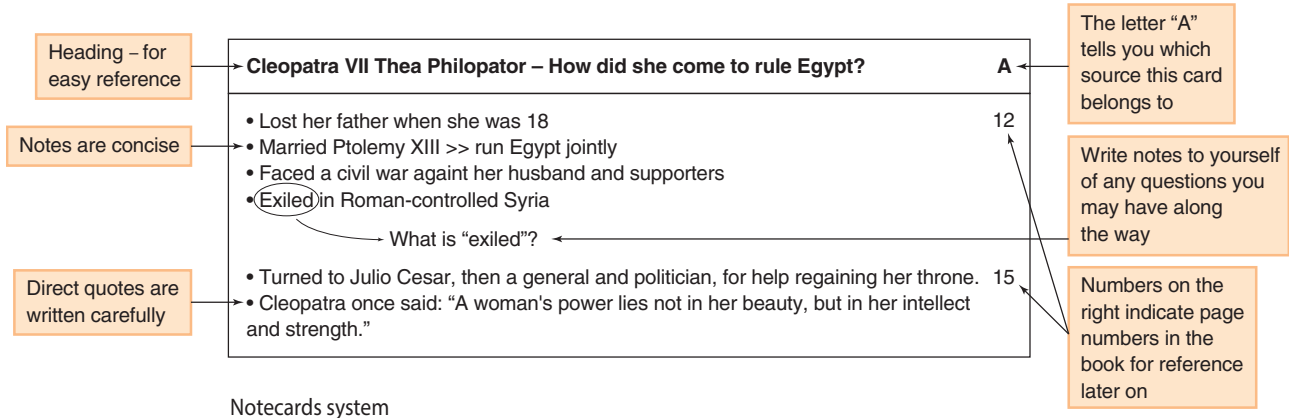 Heading – for
easy reference
Cleopatra VII Thea Philopator – How did she come to rule Egypt? A
The letter “A”
tells you which
source this card
belongs to
Notes are concise
• Lost her father when she was 18 12
• Married Ptolemy XIII >> run Egypt jointly
• Faced a civil war againt her husband and supporters
• Exiled in Roman-controlled Syria
What is “exiled”?
Write notes to yourself
of any questions you
may have along
the way
Direct quotes are
written carefully
• Turned to Julio Cesar, then a general and politician, for help regaining her throne. 15
• Cleopatra once said: “A woman's power lies not in her beauty, but in her intellect
and strength.”
Numbers on the
right indicate page
numbers in the
book for reference
later on
Notecards system